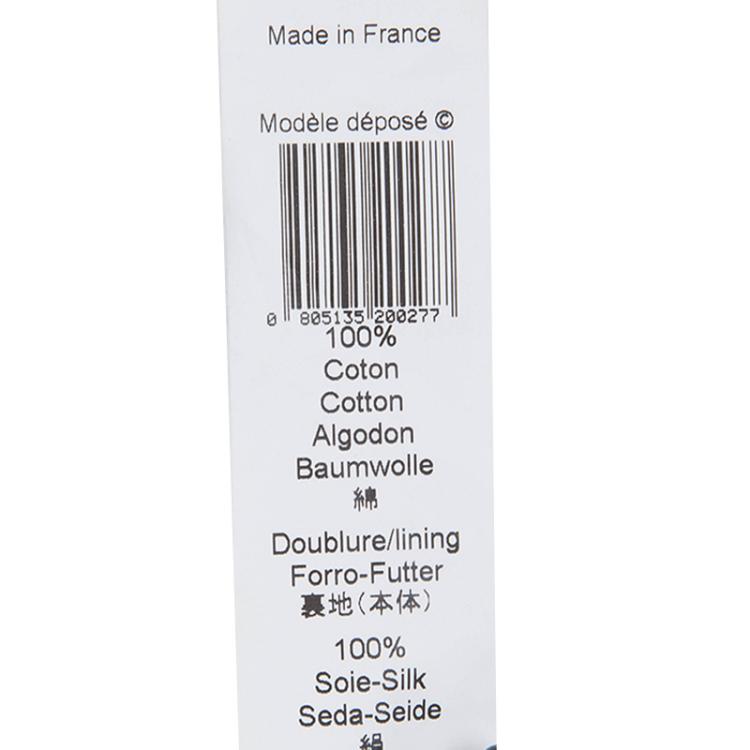 Made in France
Modèle déposé ©
0 805135 200277
100%
Coton
Cotton
Algodon
Baumwolle
綿
Doublure/lining
Forro-Futter
裏地(本体)
100%
Soie-Silk
Seda-Seide
絹